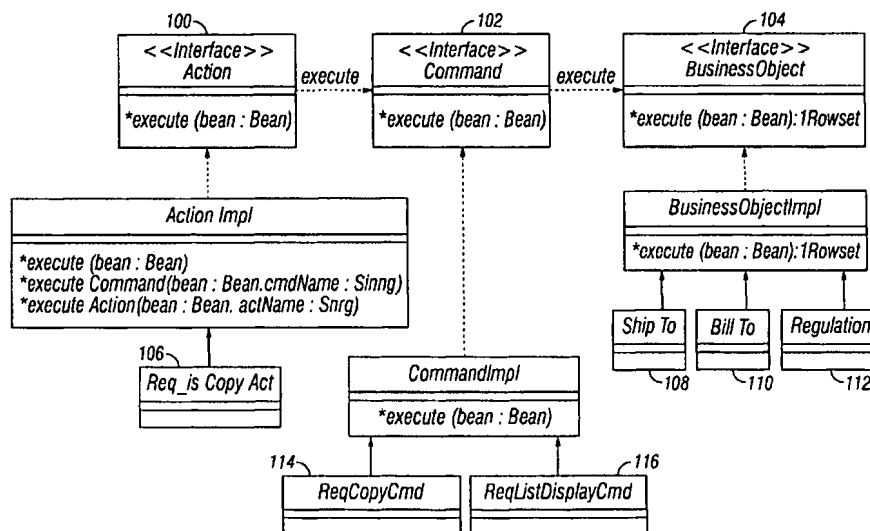 100
102
104
<<Interface>>
Action
execute
<<Interface>>
Command
execute
<<Interface>>
BusinessObject
*execute (bean : Bean)
*execute (bean : Bean)
*execute (bean : Bean):1Rowset
Action Impl
*execute (bean : Bean)
*execute Command(bean : Bean.cmdName : Sinng)
*execute Action(bean : Bean. actName : Snrg)
BusinessObjectImpl
*execute (bean : Bean):1Rowset
Ship To
Bill To
Regulation
108
110
112
106
Req_is Copy Act
CommandImpl
*execute (bean : Bean)
114
116
ReqCopyCmd
ReqListDisplayCmd